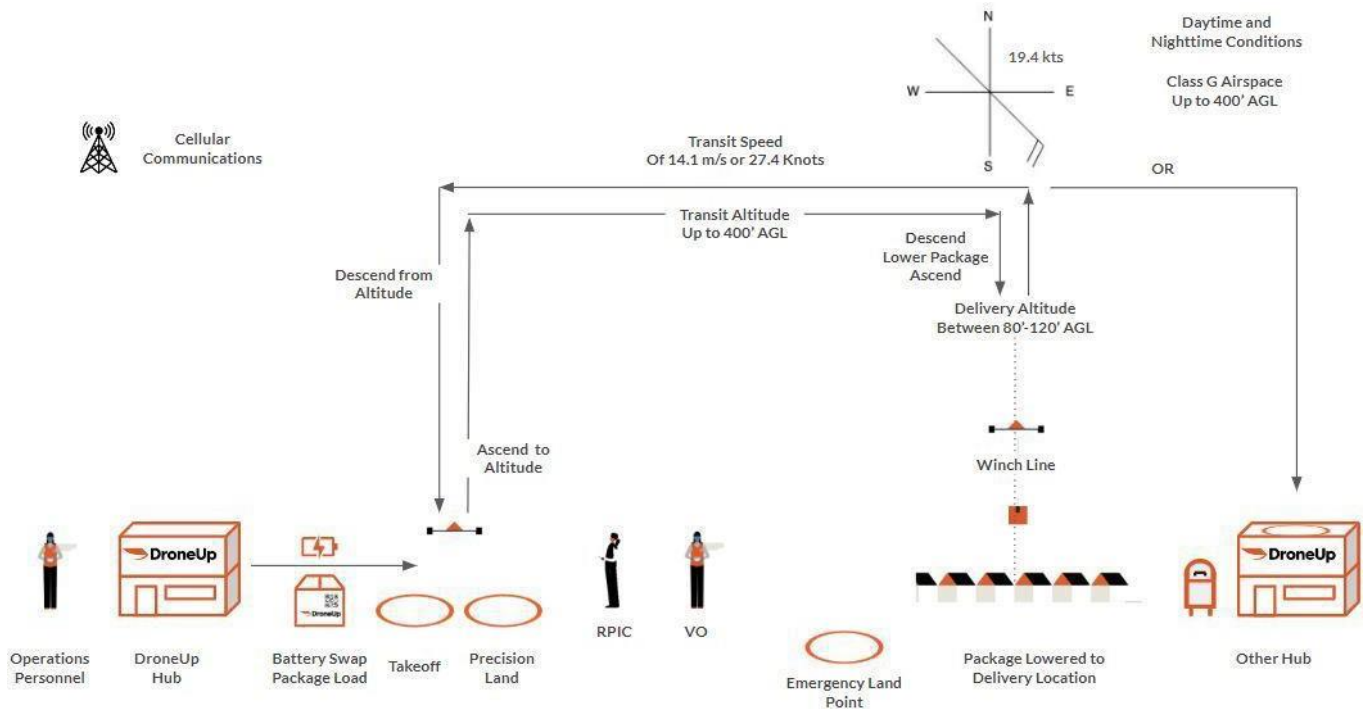 N
19.4 kts
W
E
S
Daytime and
Nighttime Conditions
Class G Airspace
Up to 400' AGL
Cellular
Communications
Transit Speed
Of 14.1 m/s or 27.4 Knots
OR
Transit Altitude
Up to 400' AGL
Descend
Lower Package
Ascend
Descend from
Altitude
Delivery Altitude
Between 80'-120' AGL
Ascend to
Altitude
Winch Line
DroneUp
DroneUp
DroneUp
Operations
Personnel
DroneUp
Hub
Battery Swap
Package Load
Takeoff
Precision
Land
RPIC
VO
Emergency Land
Point
Package Lowered to
Delivery Location
Other Hub